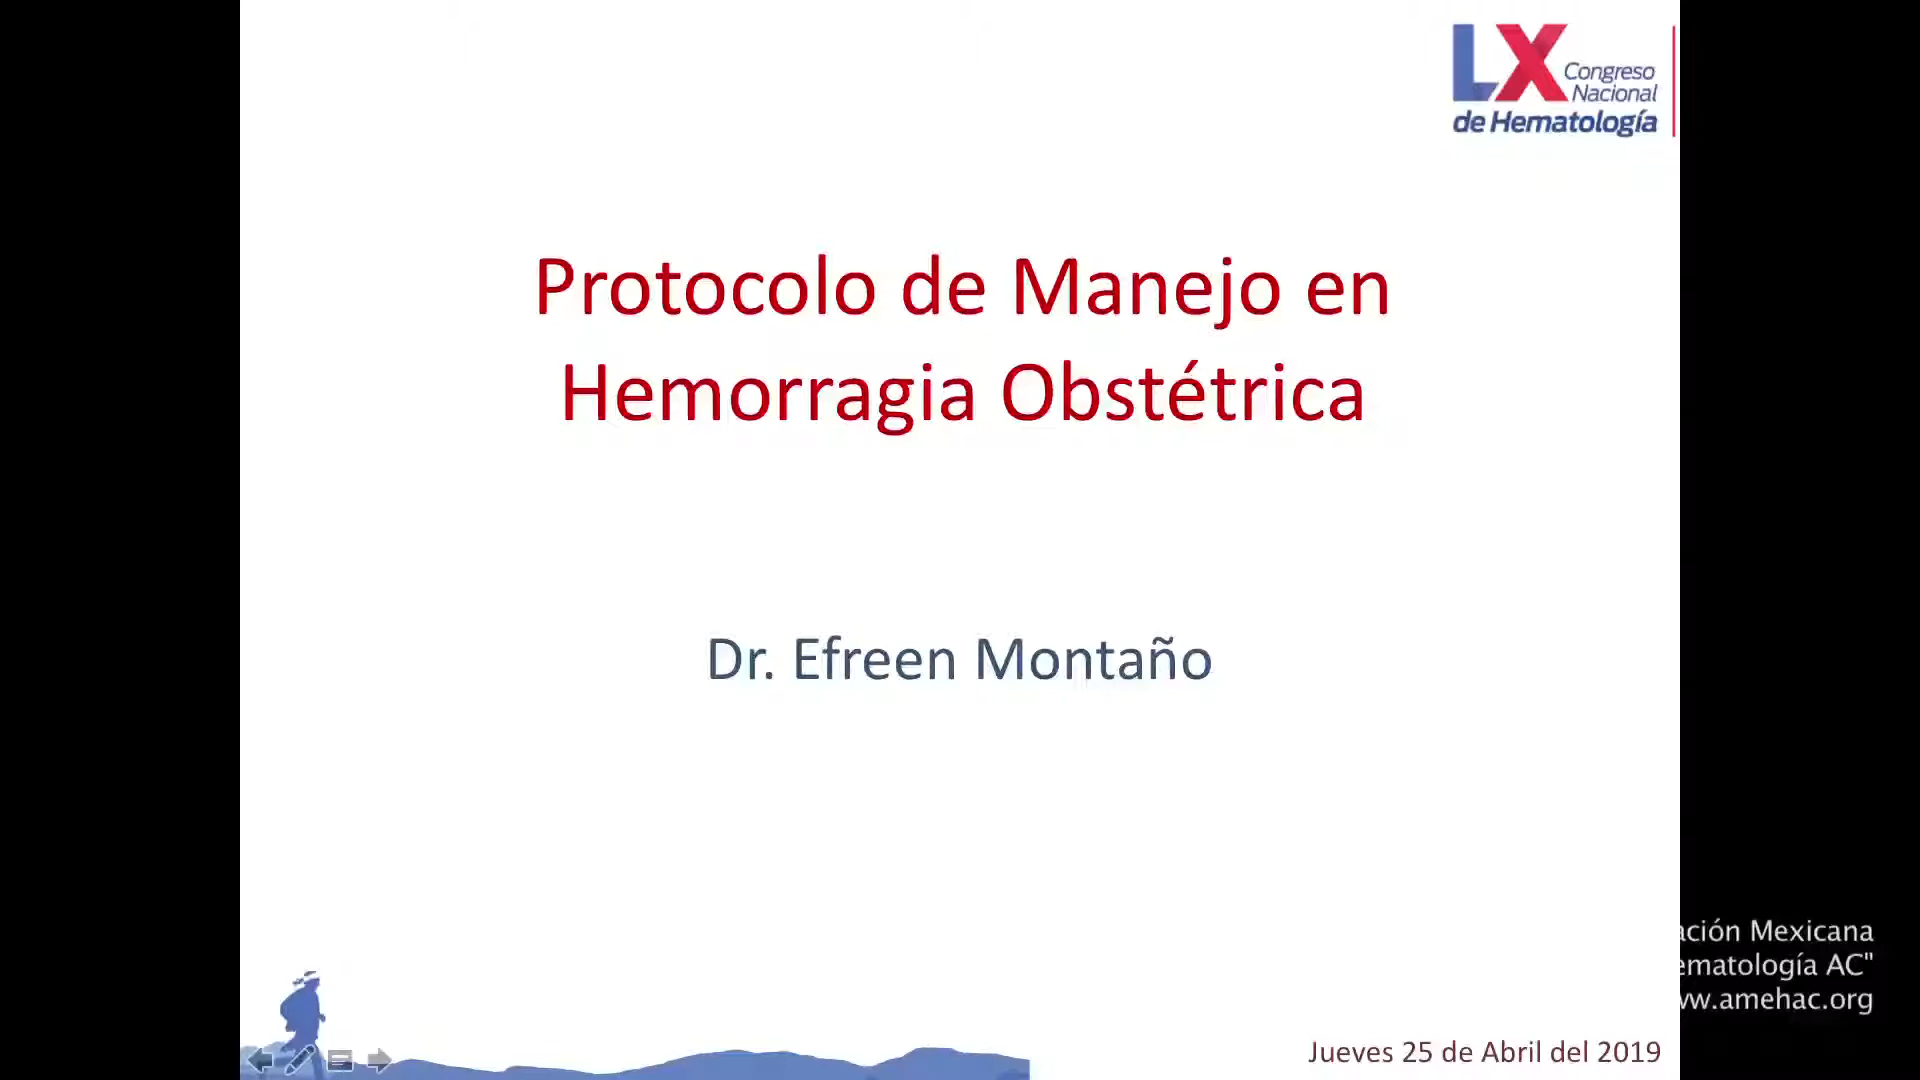 LX Congreso
Nacional
de Hematología
Protocolo de Manejo en
Hemorragia Obstétrica
Dr. Efreen Montaño
ación Mexicana
ematología AC"
ww.amehac.org
Jueves 25 de Abril del 2019